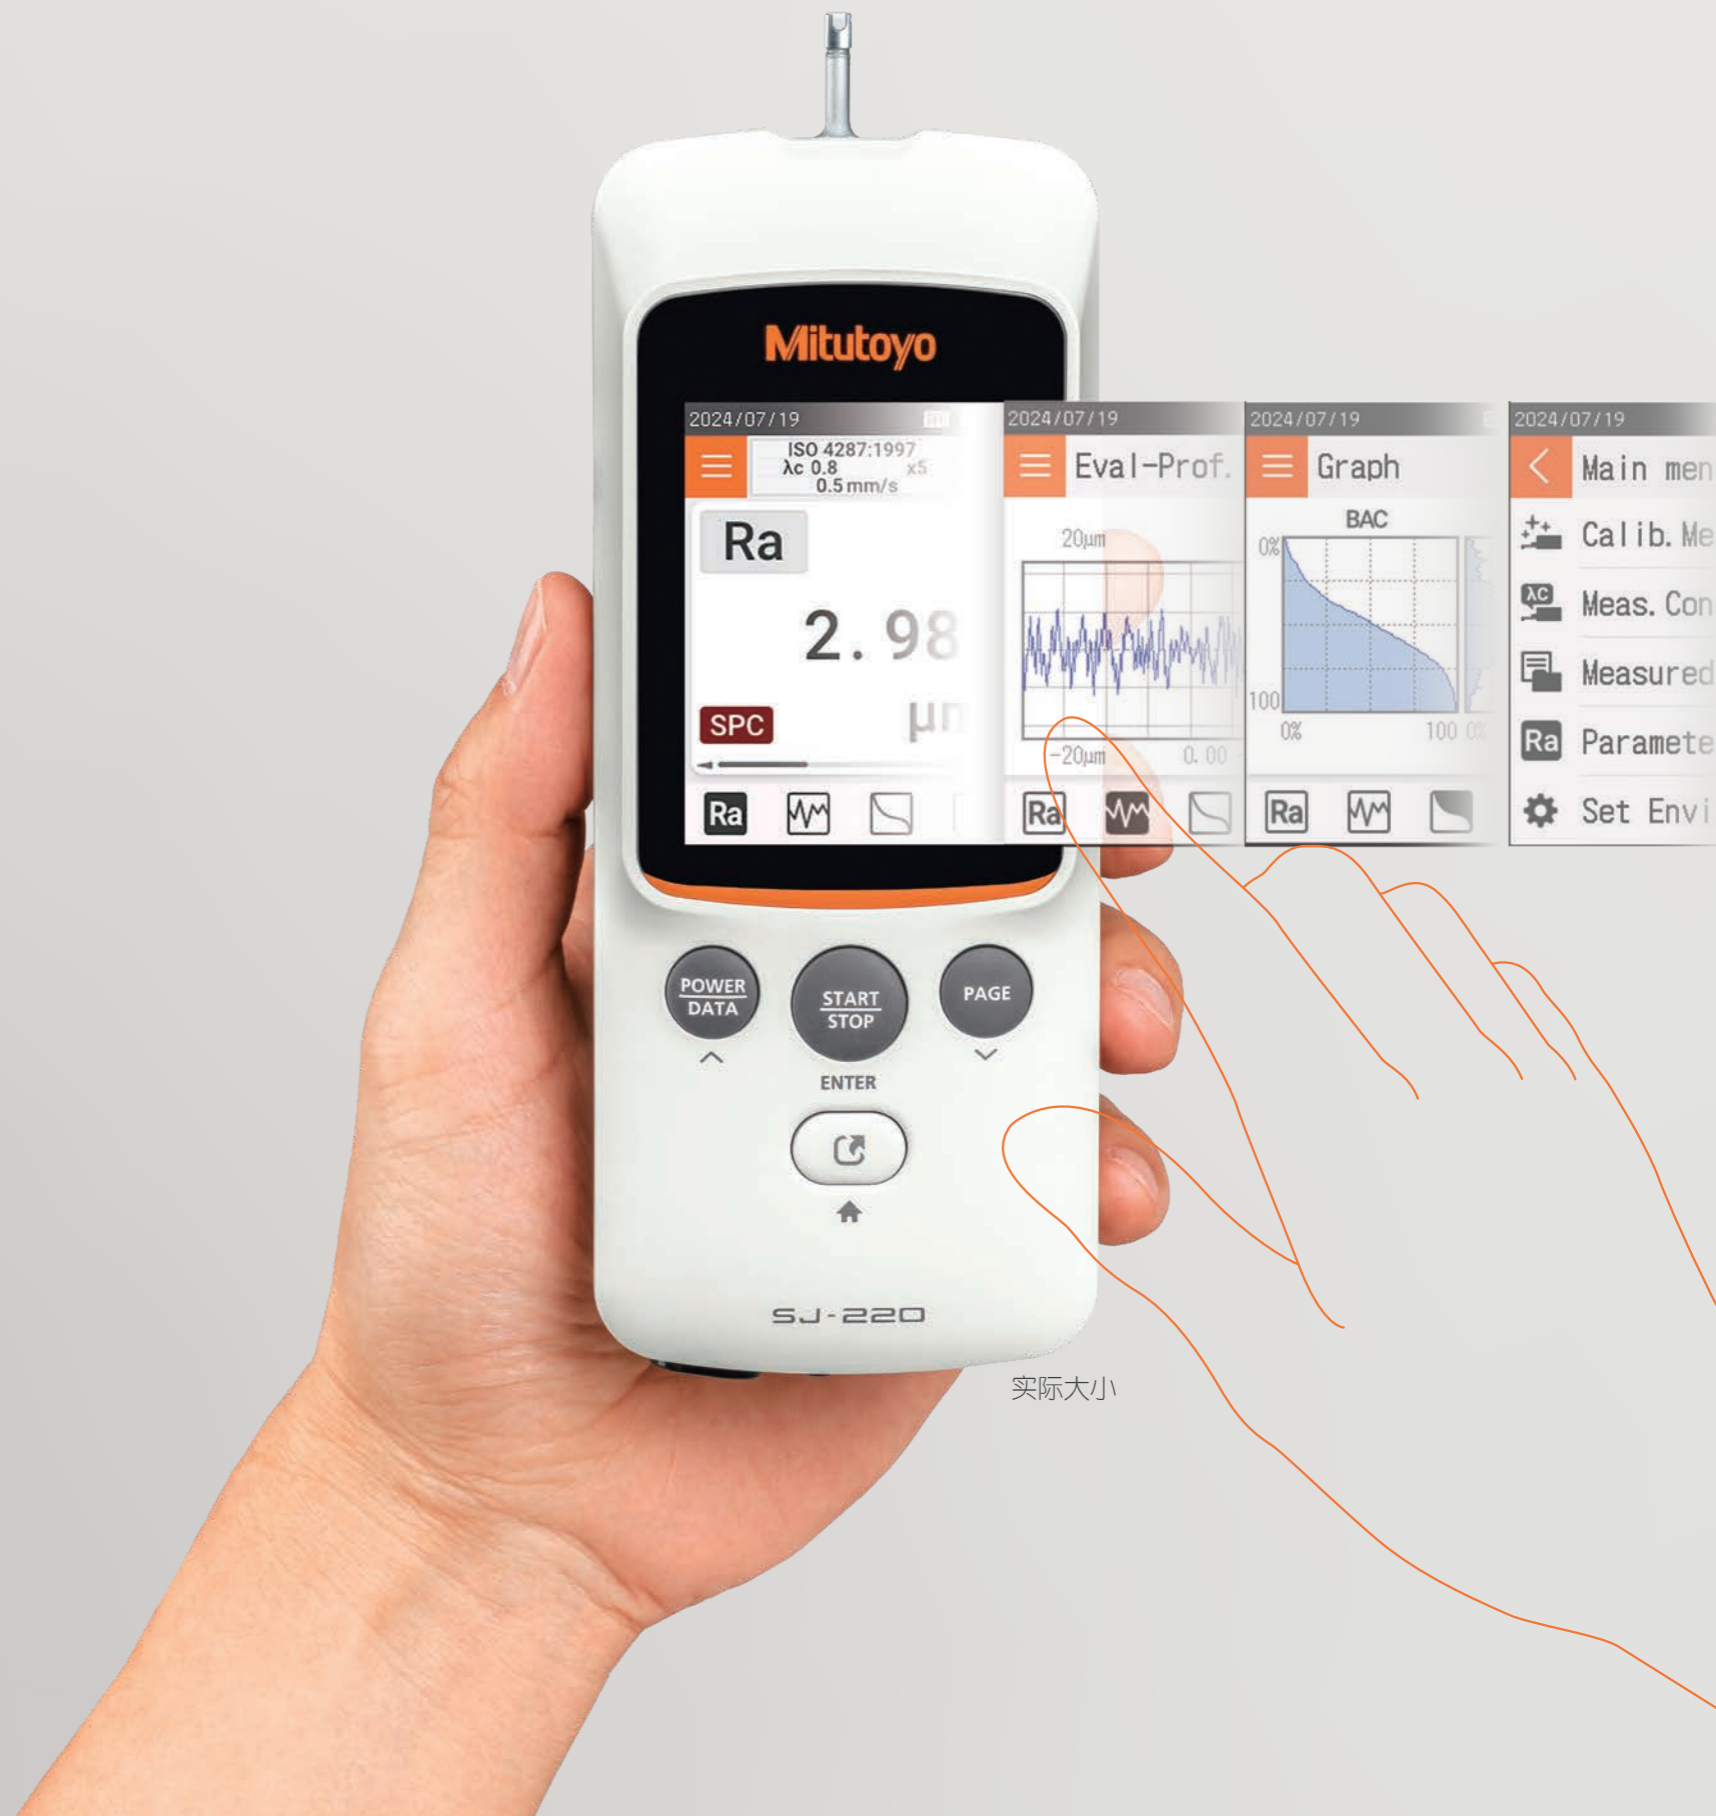 Mitutoyo
2024/07/19
ISO 4287:1997
λc 0.8 x5
0.5 mm/s
Ra
2.98
SPC
Ra
2024/07/19
Eval-Prof.
20µm
-20µm 0.00
Ra
2024/07/19
Graph
BAC
0%
100
0% 100 0%
Ra
2024/07/19
Main men
Calib. Me
λC
Meas. Con
Measured
Ra Paramete
Set Envi
POWER
DATA
START
STOP
PAGE
ENTER
SJ-220
实际大小